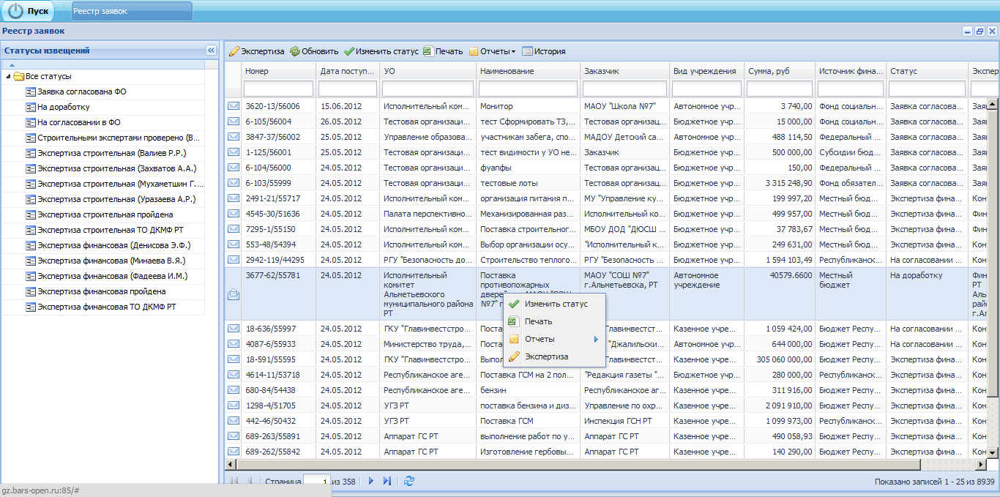 Пуск Реестр заявок
Реестр заявок
Статусы извещений
Все статусы
Заявка согласована ФО
На доработку
На согласовании в ФО
Строительными экспертами проверено (В...
Экспертиза строительная (Валиев Р.Р.)
Экспертиза строительная (Захватов А.А.)
Экспертиза строительная (Мухаметшин Г....
Экспертиза строительная (Уразаева А.Р.)
Экспертиза строительная пройдена
Экспертиза строительная ТО ДКМФ РТ
Экспертиза финансовая (Денисова Э.Ф.)
Экспертиза финансовая (Минаева В.Я.)
Экспертиза финансовая (Фадеева И.М.)
Экспертиза финансовая пройдена
Экспертиза финансовая ТО ДКМФ РТ
Экспертиза Обновить Изменить статус Печать Отчеты История
Номер Дата поступ... УО Наименование Заказчик Вид учреждения Сумма, руб Источник фина... Статус Экспер
3620-13/56006 15.06.2012 Исполнительный ком... Монитор МАОУ "Школа №7" Автономное учр... 3 740,00 Фонд социальн... Заявка согласова... Заяв
6-105/56004 26.05.2012 Тестовая организаци... тест Сформировать ТЗ,... Тестовая организац... Бюджетное учр... 15 000,00 Фонд социальн... Заявка согласова... Заяв
3847-37/56002 25.05.2012 Управление образова... участникам забега, спо... МАДОУ Детский са... Автономное учр... 488 114,50 Федеральный ... Заявка согласова... Заяв
1-125/56001 25.05.2012 Тестовая организаци... тест видимости у УО не... Заказчик Бюджетное учр... 500 000,00 Субсидии бюд... Заявка согласова... Заяв
6-104/56000 24.05.2012 Тестовая организаци... фуапфы Тестовая организац... Бюджетное учр... 150,00 Федеральный ... Заявка согласова... Заяв
6-103/55999 24.05.2012 Тестовая организаци... тестовые лоты Тестовая организац... Бюджетное учр... 3 315 248,90 Фонд обязател... Заявка согласова... Заяв
2491-21/55717 24.05.2012 Исполнительный ком... организация питания п... МУ "Управление ку... Бюджетное учр... 199 997,20 Местный бюд... Экспертиза фина... Кон
4545-30/51636 24.05.2012 Палата перспективно... Механизированная раз... Исполнительный ко... Бюджетное учр... 499 957,00 Местный бюд... Экспертиза фина... Фин
7295-1/55150 24.05.2012 Исполнительный ком... Поставка строительног... МБОУ ДОД "ДЮСШ ... Бюджетное учр... 37 783,67 Местный бюд... Экспертиза фина... Фин
553-48/54394 24.05.2012 Исполнительный ком... Выбор организации осу... "Исполнительный к... Бюджетное учр... 249 631,00 Местный бюд... Экспертиза фина... Кон
2942-119/44295 24.05.2012 РГУ "Безопасность до... Строительство теплого... РГУ "Безопасность ... Бюджетное учр... 1 594 103,49 Республиканск... На согласовании ... Кон
3677-62/55781 24.05.2012 Исполнительный Поставка МАОУ "СОШ №7" Автономное 40579.6600 Местный На доработку Фин
комитет противопожарных г.Альметьевска, РТ учреждение бюджет РТ
Альметьевского
муниципального района №7"
РТ г.Ал
Изменить статус
Печать
Отчеты
Экспертиза
18-636/55997 24.05.2012 ГКУ "Главинвестстро... Поста лавинвестст... Казенное учре... 1 059 424,00 Бюджет Респу... На согласовании ... Кон
4087-6/55933 24.05.2012 Министерство труда,... Поста "Джалильски... Автономное учр... 644 000,00 Бюджет Респу... На согласовании ... Кон
18-591/55595 24.05.2012 ГКУ "Главинвестстро... Выпол лавинвестст... Казенное учре... 305 060 000,00 Бюджет Респу... Экспертиза фина... Кон
4614-11/53718 24.05.2012 Республиканское аге... Поставка ГСМ на 2 пол... "Редакция газеты "... Бюджетное учр... 280 000,00 Республиканск... Экспертиза фина... Кон
680-84/54438 24.05.2012 Республиканское аге... бензин Республиканское аг... Казенное учре... 311 916,00 Бюджет Респу... Экспертиза фина... Кон
1298-4/51705 24.05.2012 УГЗ РТ поставка бензина и диз... Управление по охр... Казенное учре... 2 091 910,00 Бюджет Респу... Экспертиза фина... Кон
442-46/50432 24.05.2012 УГЗ РТ Поставка ГСМ Инспекция ГСН РТ Казенное учре... 1 099 973,00 Республиканск... Экспертиза фина... Кон
689-263/55891 24.05.2012 Аппарат ГС РТ выполнение работ по у... Аппарат ГС РТ Казенное учре... 490 058,93 Бюджет Респу... Экспертиза фина... Кон
689-262/55842 24.05.2012 Аппарат ГС РТ Изготовление гербовы... Аппарат ГС РТ Казенное учре... 140 290,00 Бюджет Респу... Экспертиза фина... Кон
Страница 1 из 358 Показано записей 1 - 25 из 8939
gz.bars-open.ru:85/#